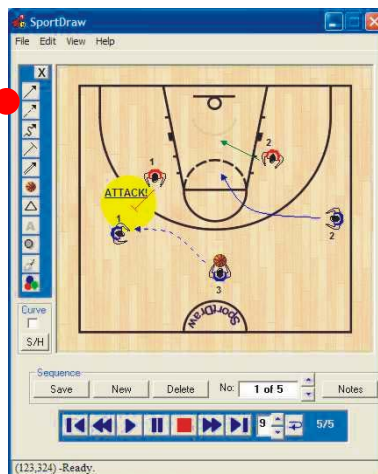 SportDraw
File Edit View Help
X
A
1
2
ATTACK!
1
2
3
SportDraw
Curve
S/H
Sequence
Save New Delete No: 1 of 5 Notes
9 5/5
(123,324) -Ready.